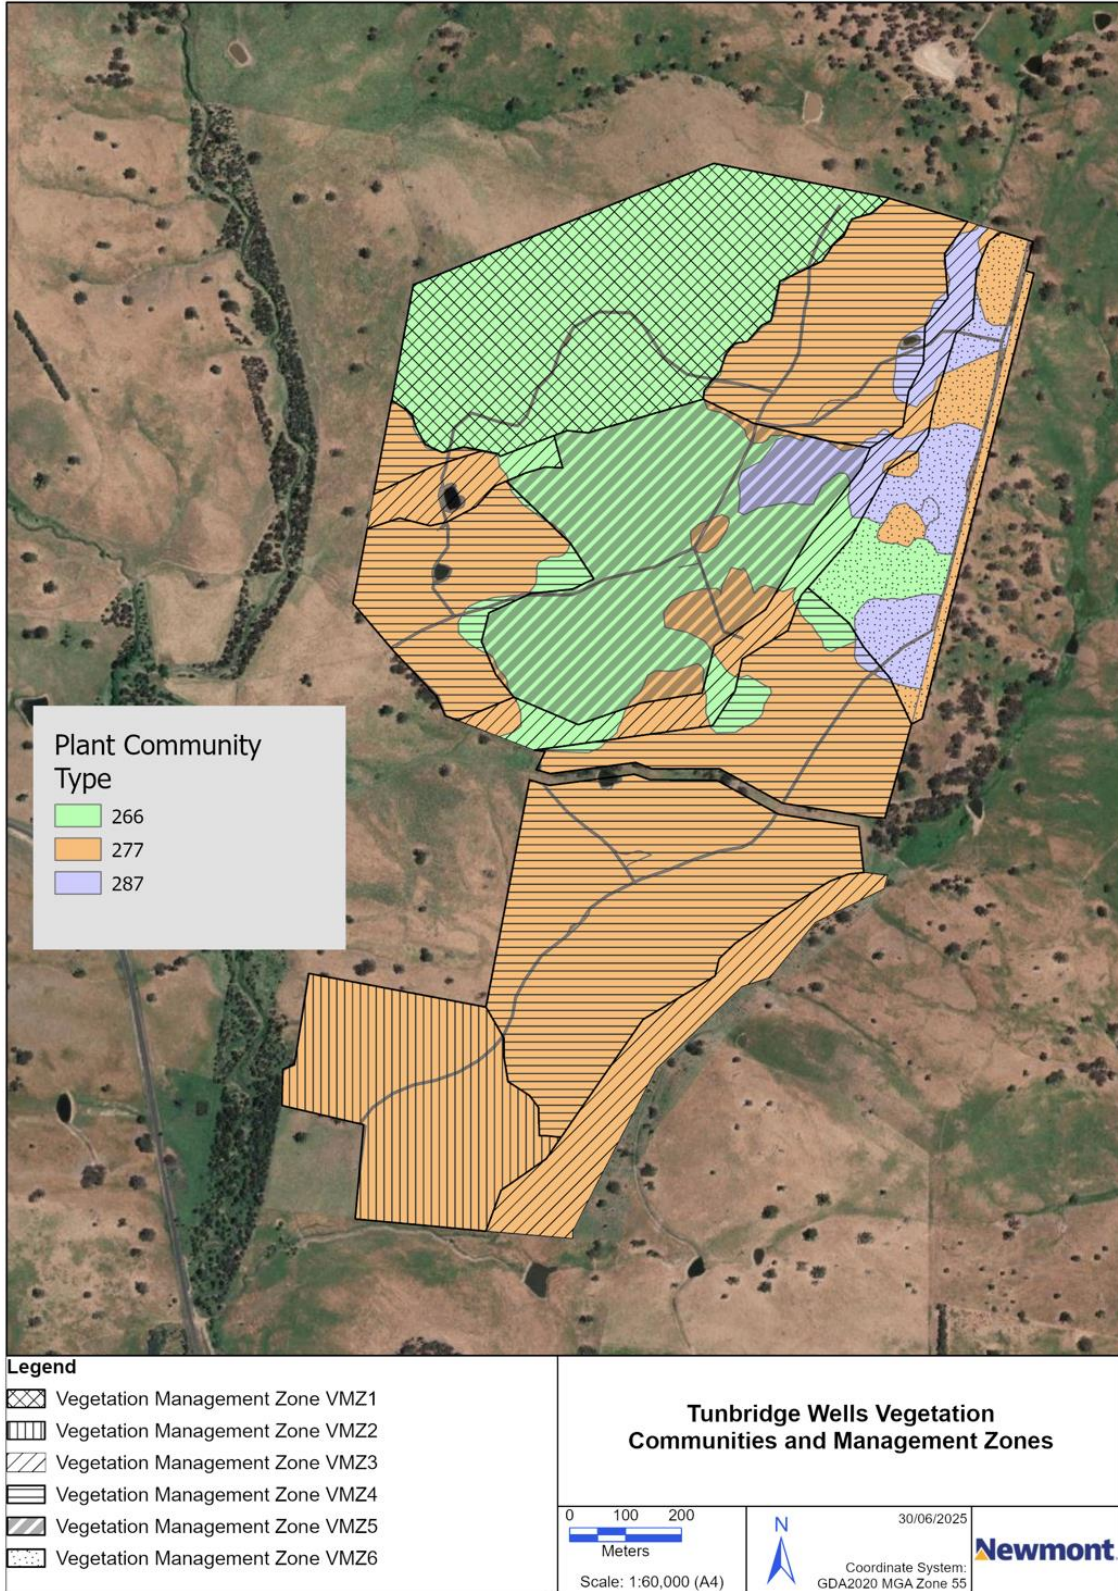 Plant Community
Type
266
277
287
Legend
Vegetation Management Zone VMZ1
Vegetation Management Zone VMZ2
Vegetation Management Zone VMZ3
Vegetation Management Zone VMZ4
Vegetation Management Zone VMZ5
Vegetation Management Zone VMZ6
Tunbridge Wells Vegetation
Communities and Management Zones
0 100 200
Meters
Scale: 1:60,000 (A4)
N
30/06/2025
Coordinate System:
GDA2020 MGA Zone 55
Newmont